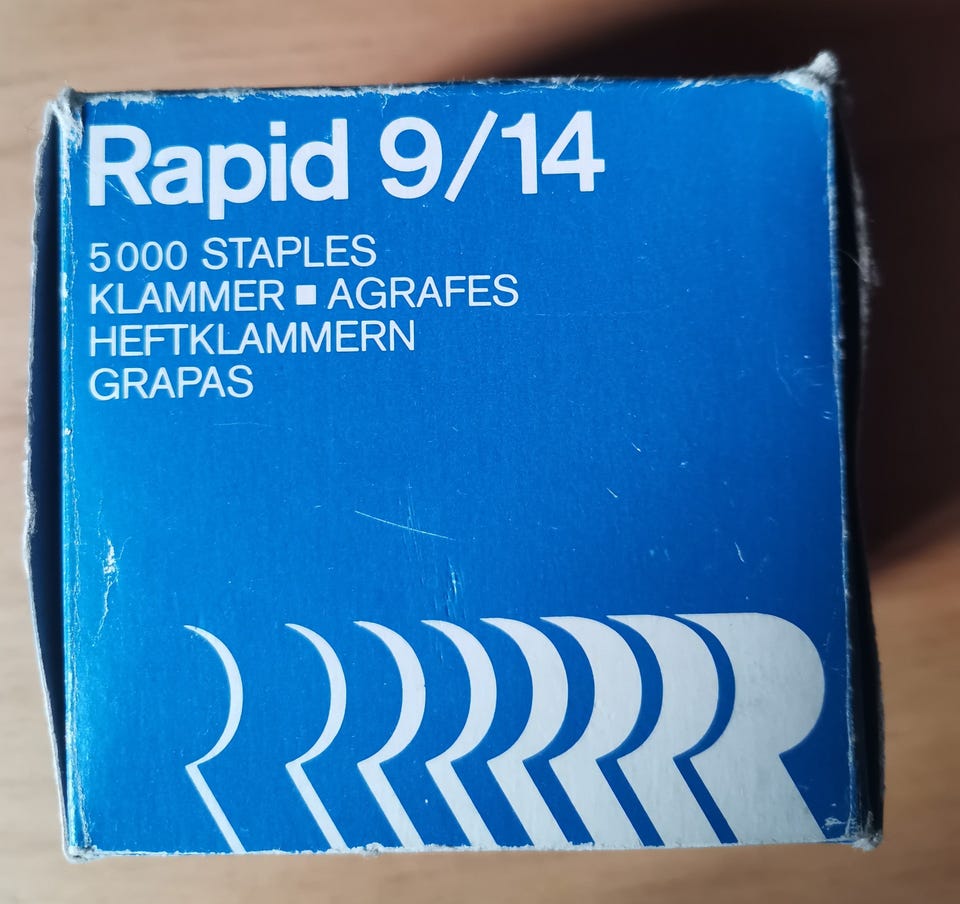 Rapid 9/14
5000 STAPLES
KLAMMER ■ AGRAFES
HEFTKLAMMERN
GRAPAS